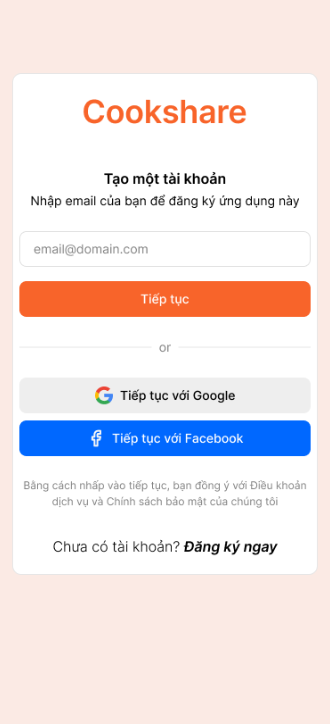 Cookshare
Tạo một tài khoản
Nhập email của bạn để đăng ký ứng dụng này
email@domain.com
Tiếp tục
or
Tiếp tục với Google
Tiếp tục với Facebook
Bằng cách nhấp vào tiếp tục, bạn đồng ý với Điều khoản
dịch vụ và Chính sách bảo mật của chúng tôi
Chưa có tài khoản? Đăng ký ngay